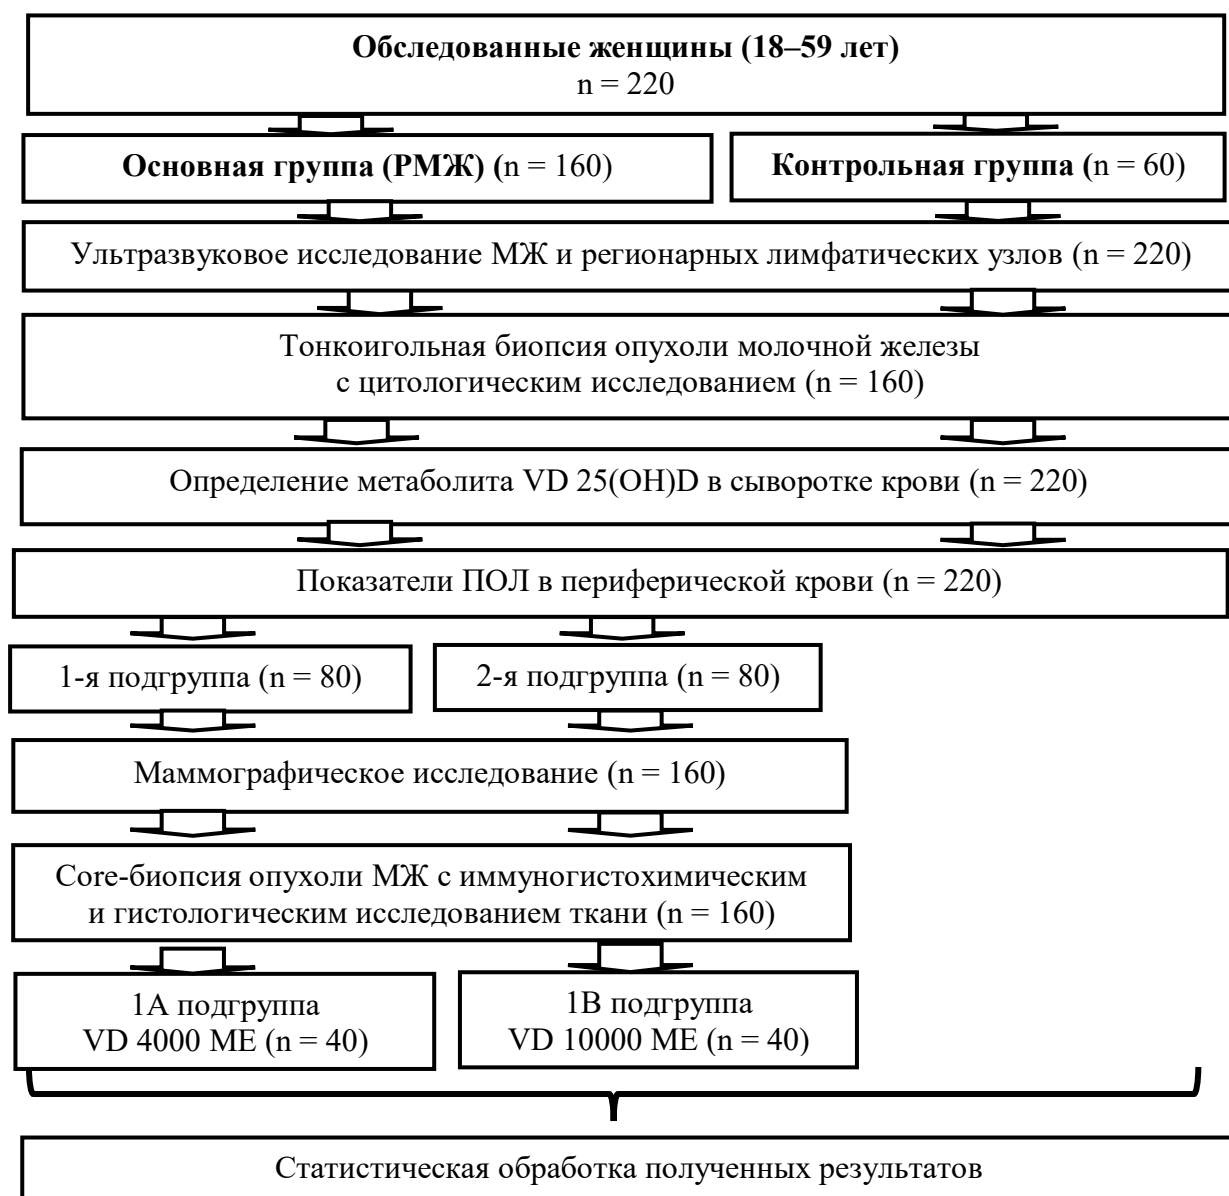 Обследованные женщины (18–59 лет)
n = 220
Основная группа (РМЖ) (n = 160)
Контрольная группа (n = 60)
Ультразвуковое исследование МЖ и регионарных лимфатических узлов (n = 220)
Тонкоигольная биопсия опухоли молочной железы
с цитологическим исследованием (n = 160)
Определение метаболита VD 25(OH)D в сыворотке крови (n = 220)
Показатели ПОЛ в периферической крови (n = 220)
1-я подгруппа (n = 80)
2-я подгруппа (n = 80)
Маммографическое исследование (n = 160)
Core-биопсия опухоли МЖ с иммуногистохимическим
и гистологическим исследованием ткани (n = 160)
1А подгруппа
VD 4000 МЕ (n = 40)
1В подгруппа
VD 10000 МЕ (n = 40)
Статистическая обработка полученных результатов